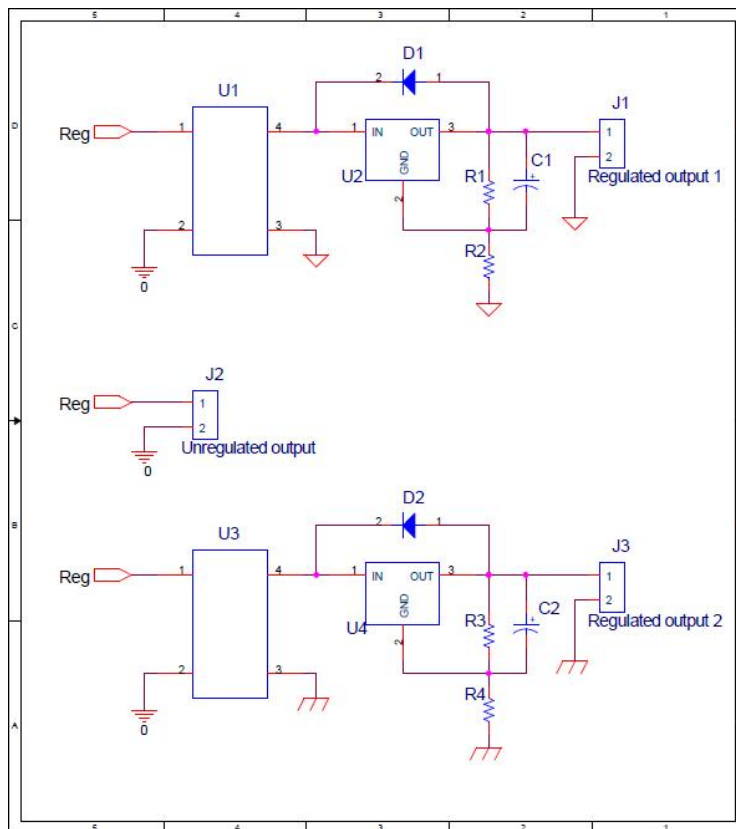 5 4 3 2 1
D
C
B
A
U1
Reg
1
4
2
3
0
D1
2
1
1
IN
OUT
3
GND
U2
2
R1
C1
+
R2
J1
1
2
Regulated output 1
Reg
J2
1
2
0
Unregulated output
U3
Reg
1
4
2
3
0
D2
2
1
1
IN
OUT
3
GND
U4
2
R3
C2
+
R4
J3
1
2
Regulated output 2
5 4 3 2 1